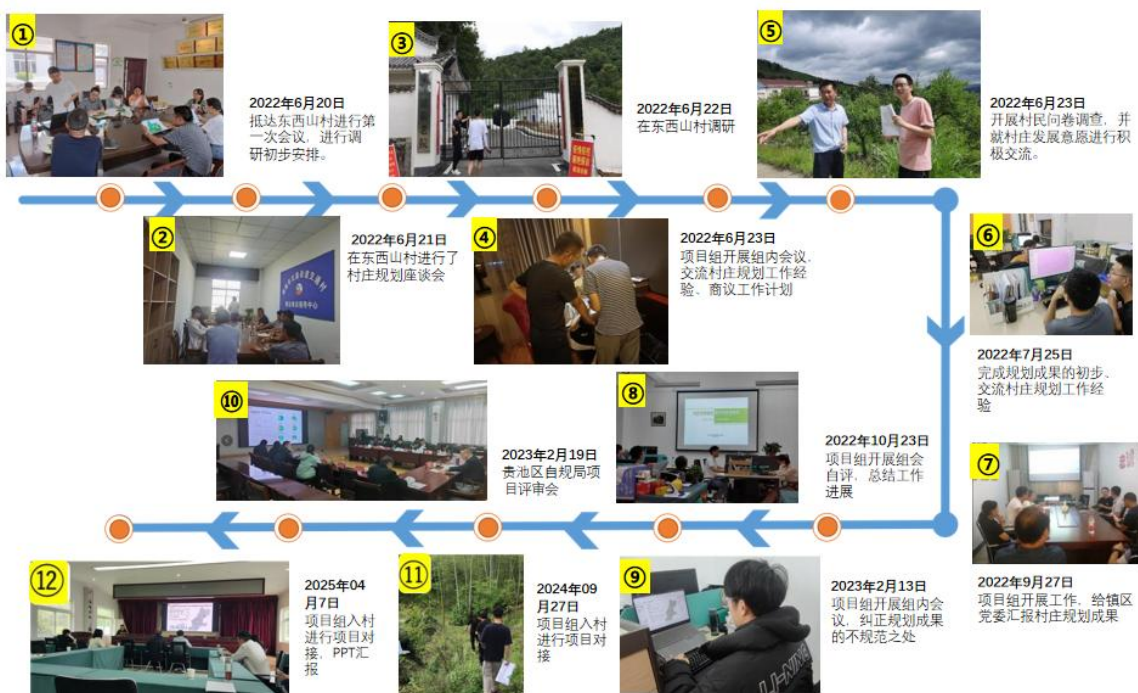 ①
2022年6月20日
抵达东西山村进行第
一次会议，进行调
研初步安排。
②
2022年6月21日
在东西山村进行了
村庄规划座谈会
③
2022年6月22日
在东西山村调研
④
2022年6月23日
项目组开展组内会议，
交流村庄规划工作经
验、商议工作计划
⑤
2022年6月23日
开展村民问卷调查，并
就村庄发展意愿进行积
极交流。
⑥
2022年7月25日
完成规划成果的初步、
交流村庄规划工作经
验
⑦
2022年9月27日
项目组开展工作，给镇区
党委汇报村庄规划成果
⑧
2022年10月23日
项目组开展组会
自评，总结工作
进展
⑨
2023年2月13日
项目组开展组内会
议，纠正规划成果
的不规范之处
LI-NING
⑩
2023年2月19日
贵池区自规局项
目评审会
⑪
2024年09
月27日
项目组入村
进行项目对
接
⑫
2025年04
月7日
项目组入村
进行项目对
接，PPT汇
报